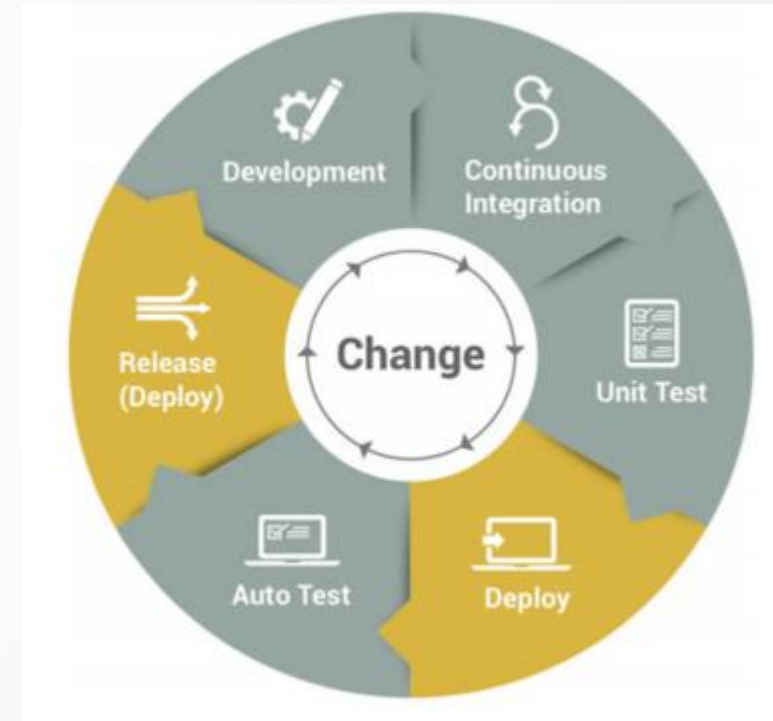 Development
Continuous
Integration
Unit Test
Deploy
Auto Test
Release
(Deploy)
Change